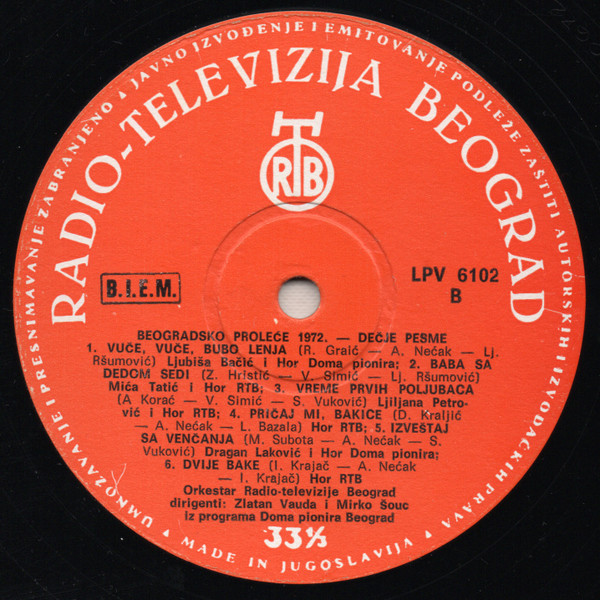 UMNOŽAVANJE I PRESNIMAVANJE ZABRANJENO ▲ JAVNO IZVOĐENJE I EMITOVANJE PODLEŽE ZAŠTITI AUTORSKIH I IZVOĐAČKIH PRAVA ▲
RADIO-TELEVIZIJA BEOGRAD
RTB
B.I.E.M.
LPV 6102
B
BEOGRADSKO PROLEĆE 1972. — DEČJE PESME
1. VUČE, VUČE, BUBO LENJA (R. Graić — A. Nećak — Lj.
Ršumović) Ljubiša Bačić i Hor Doma pionira; 2. BABA SA
DEDOM SEDI (Z. Hristić — V. Simić — Lj. Ršumović)
Mića Tatić i Hor RTB; 3. VREME PRVIH POLJUBACA
(A Korać — V. Simić — S. Vuković) Ljiljana Petro-
vić i Hor RTB; 4. PRIČAJ MI, BAKICE (D. Kraljić
— A. Nećak — L. Bazala) Hor RTB; 5. IZVEŠTAJ
SA VENČANJA (M. Subota — A. Nećak — S.
Vuković) Dragan Laković i Hor Doma pionira;
6. DVIJE BAKE (I. Krajač — A. Nećak
— I. Krajač) Hor RTB
Orkestar Radio-televizije Beograd
dirigenti: Zlatan Vauda i Mirko Šouc
iz programa Doma pionira Beograd
33⅓
MADE IN JUGOSLAVIJA ▲